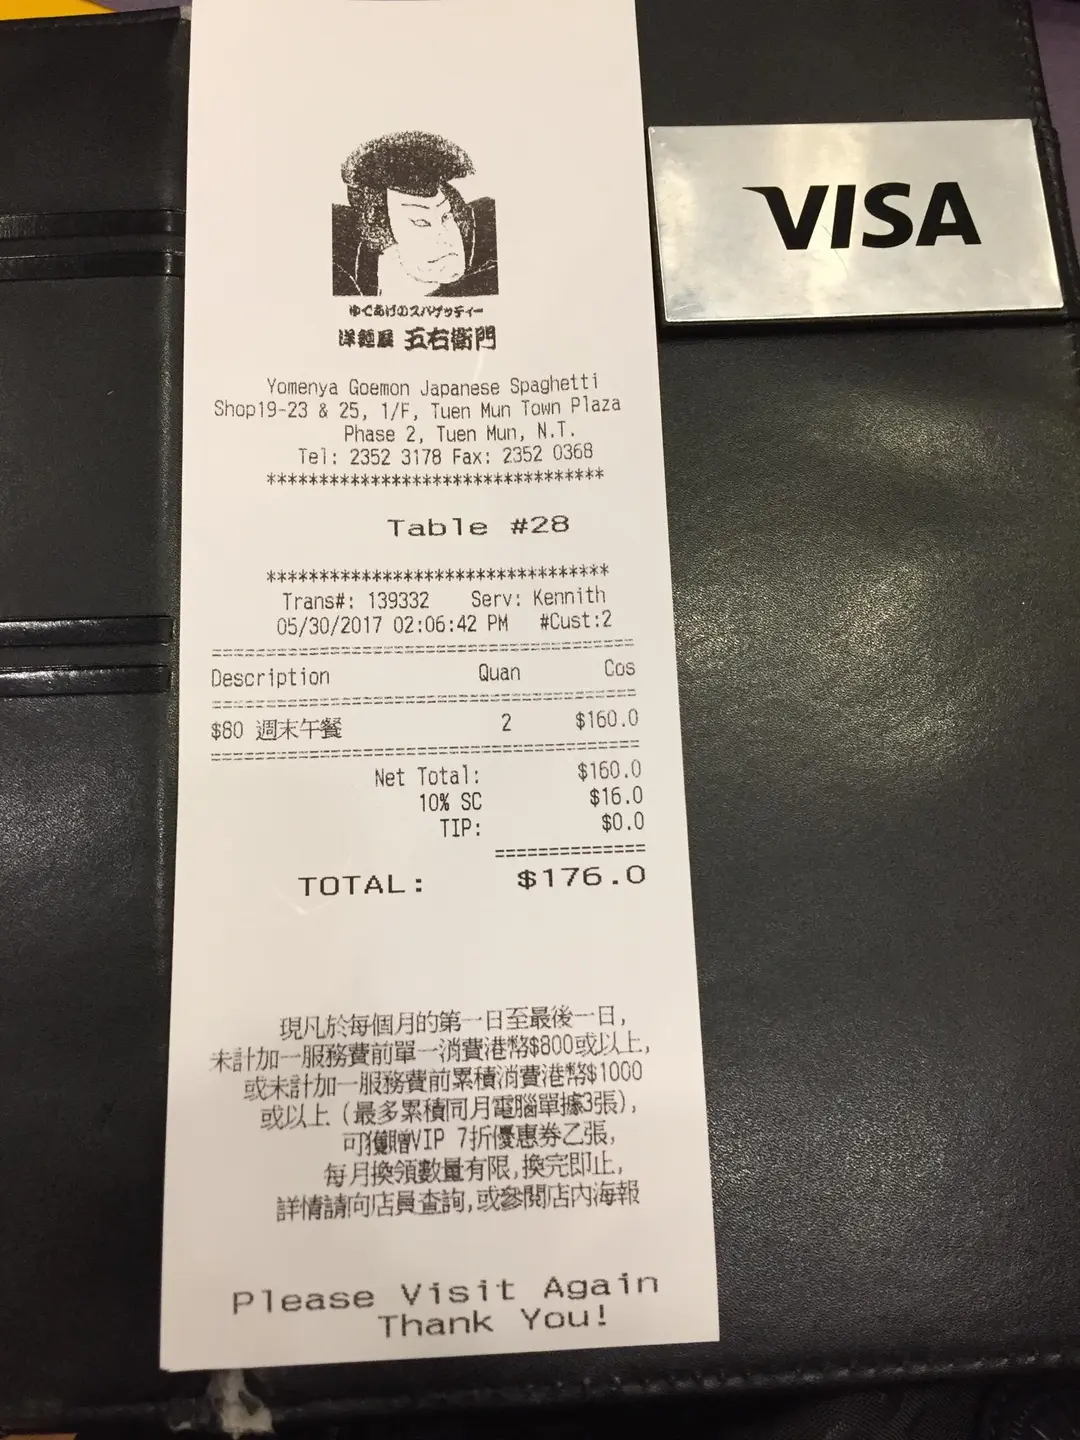 ゆであげのスパゲッティー
洋麺屋 五右衛門
VISA
Yomenya Goemon Japanese Spaghetti
Shop19-23 & 25, 1/F, Tuen Mun Town Plaza
Phase 2, Tuen Mun, N.T.
Tel: 2352 3178 Fax: 2352 0368
********************************
Table #28
********************************
Trans#: 139332 Serv: Kennith
05/30/2017 02:06:42 PM #Cust:2
Description Quan Cos
$80 週末午餐 2 $160.0
Net Total: $160.0
10% SC $16.0
TIP: $0.0
==============
TOTAL: $176.0
現凡於每個月的第一日至最後一日,
未計加一服務費前單一消費港幣$800或以上,
或未計加一服務費前累積消費港幣$1000
或以上 (最多累積同月電腦單據3張),
可獲贈VIP 7折優惠券乙張,
每月換領數量有限,換完即止,
詳情請向店員查詢,或參閱店內海報
Please Visit Again
Thank You!